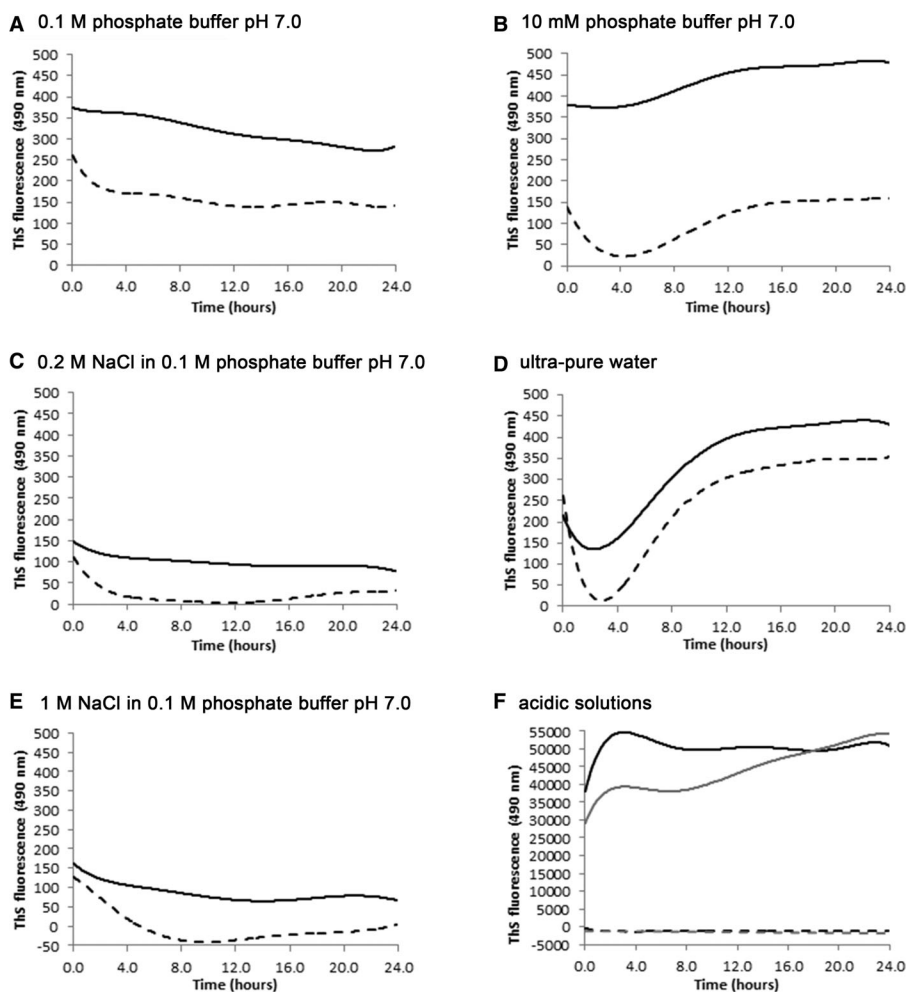 A 0.1 M phosphate buffer pH 7.0
ThS fluorescence (490 nm)
500
450
400
350
300
250
200
150
100
50
0
0.0 4.0 8.0 12.0 16.0 20.0 24.0
Time (hours)
B 10 mM phosphate buffer pH 7.0
ThS fluorescence (490 nm)
500
450
400
350
300
250
200
150
100
50
0
0.0 4.0 8.0 12.0 16.0 20.0 24.0
Time (hours)
C 0.2 M NaCl in 0.1 M phosphate buffer pH 7.0
ThS fluorescence (490 nm)
500
450
400
350
300
250
200
150
100
50
0
0.0 4.0 8.0 12.0 16.0 20.0 24.0
Time (hours)
D ultra-pure water
ThS fluorescence (490 nm)
500
450
400
350
300
250
200
150
100
50
0
0.0 4.0 8.0 12.0 16.0 20.0 24.0
Time (hours)
E 1 M NaCl in 0.1 M phosphate buffer pH 7.0
ThS fluorescence (490 nm)
500
450
400
350
300
250
200
150
100
50
0
-50
0.0 4.0 8.0 12.0 16.0 20.0 24.0
Time (hours)
F acidic solutions
ThS fluorescence (490 nm)
55000
50000
45000
40000
35000
30000
25000
20000
15000
10000
5000
0
-5000
0.0 4.0 8.0 12.0 16.0 20.0 24.0
Time (hours)